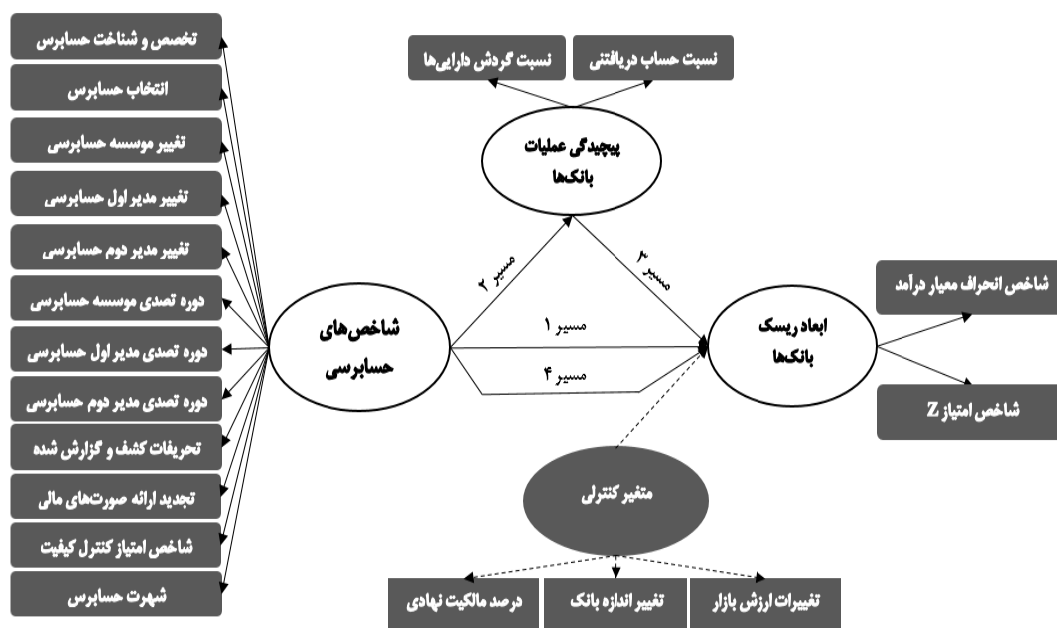 تخصص و شناخت حسابرس
انتخاب حسابرس
تغییر موسسه حسابرسی
تغییر مدیر اول حسابرسی
تغییر مدیر دوم حسابرسی
دوره تصدی موسسه حسابرسی
دوره تصدی مدیر اول حسابرسی
دوره تصدی مدیر دوم حسابرسی
تحریفات کشف و گزارش شده
تجدید ارائه صورت‌های مالی
شاخص امتیاز کنترل کیفیت
شهرت حسابرس
شاخص‌های
حسابرسی
نسبت حساب دریافتنی
نسبت گردش دارایی‌ها
پیچیدگی عملیات
بانک‌ها
مسیر ۲
مسیر ۳
مسیر ۱
مسیر ۴
ابعاد ریسک
بانک‌ها
شاخص انحراف معیار درآمد
شاخص امتیاز Z
متغیر کنترلی
تغییرات ارزش بازار
تغییر اندازه بانک
درصد مالکیت نهادی